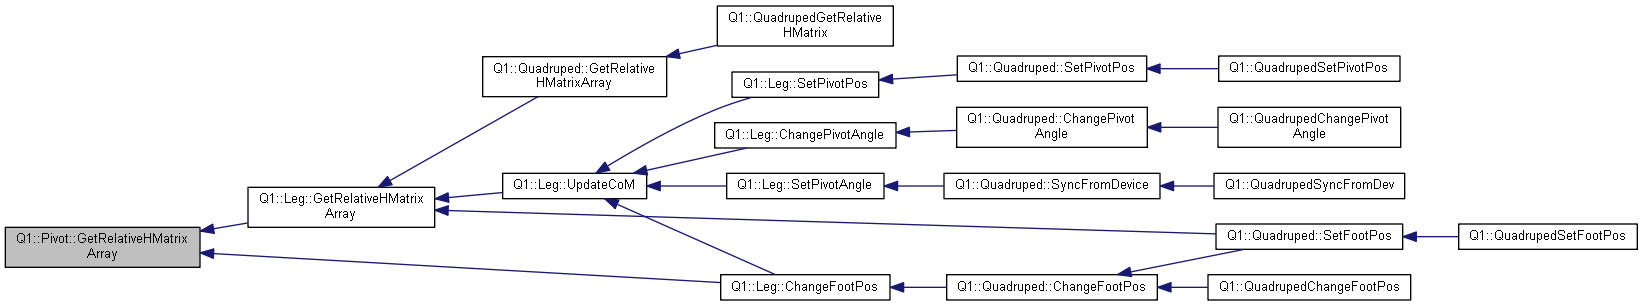 Q1::QuadrupedGetRelative
HMatrix
Q1::Quadruped::GetRelative
HMatrixArray
Q1::Leg::SetPivotPos
Q1::Quadruped::SetPivotPos
Q1::QuadrupedSetPivotPos
Q1::Leg::ChangePivotAngle
Q1::Quadruped::ChangePivot
Angle
Q1::QuadrupedChangePivot
Angle
Q1::Leg::UpdateCoM
Q1::Leg::SetPivotAngle
Q1::Quadruped::SyncFromDevice
Q1::QuadrupedSyncFromDev
Q1::Leg::GetRelativeHMatrix
Array
Q1::Pivot::GetRelativeHMatrix
Array
Q1::Quadruped::SetFootPos
Q1::QuadrupedSetFootPos
Q1::Leg::ChangeFootPos
Q1::Quadruped::ChangeFootPos
Q1::QuadrupedChangeFootPos